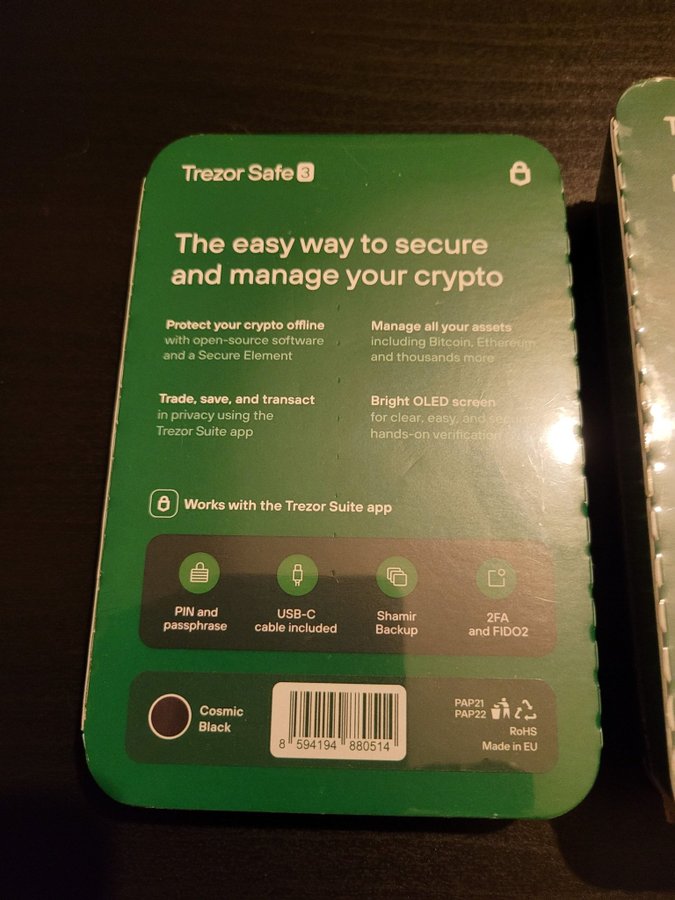 Trezor Safe 3
The easy way to secure
and manage your crypto
Protect your crypto offline
with open-source software
and a Secure Element
Manage all your assets
including Bitcoin, Ethereum
and thousands more
Trade, save, and transact
in privacy using the
Trezor Suite app
Bright OLED screen
for clear, easy, and secure
hands-on verification
Works with the Trezor Suite app
PIN and
passphrase
USB-C
cable included
Shamir
Backup
2FA
and FIDO2
Cosmic
Black
8 594194 880514
PAP21
PAP22
RoHS
Made in EU